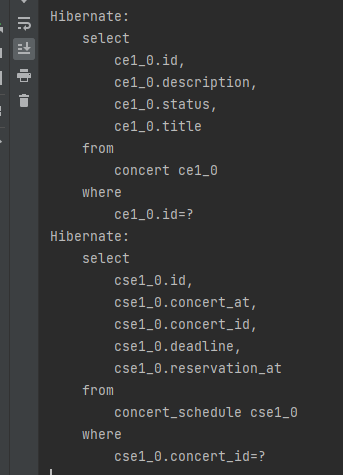 Hibernate:
    select
        ce1_0.id,
        ce1_0.description,
        ce1_0.status,
        ce1_0.title
    from
        concert ce1_0
    where
        ce1_0.id=?
Hibernate:
    select
        cse1_0.id,
        cse1_0.concert_at,
        cse1_0.concert_id,
        cse1_0.deadline,
        cse1_0.reservation_at
    from
        concert_schedule cse1_0
    where
        cse1_0.concert_id=?